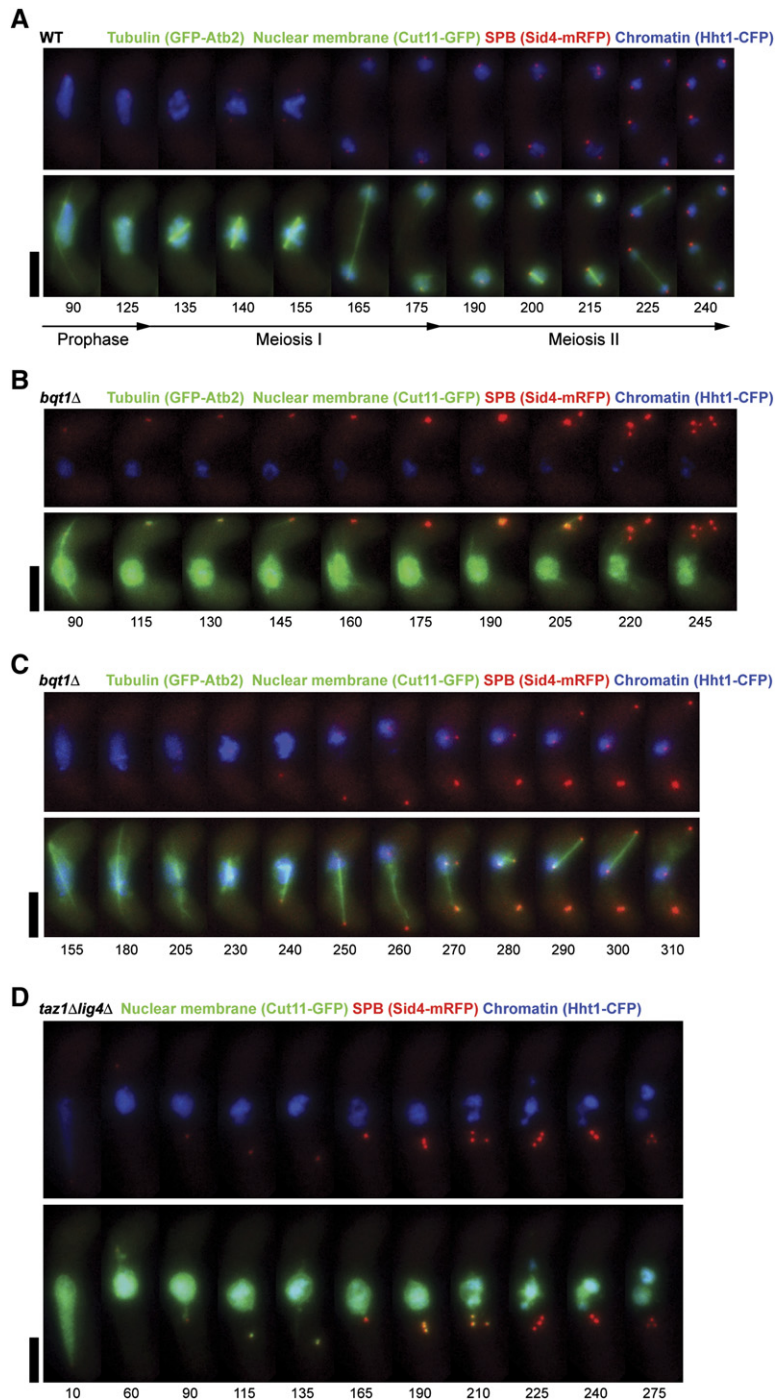 A
WT Tubulin (GFP-Atb2) Nuclear membrane (Cut11-GFP) SPB (Sid4-mRFP) Chromatin (Hht1-CFP)
90 125 135 140 155 165 175 190 200 215 225 240
Prophase Meiosis I Meiosis II
B
bqt1Δ Tubulin (GFP-Atb2) Nuclear membrane (Cut11-GFP) SPB (Sid4-mRFP) Chromatin (Hht1-CFP)
90 115 130 145 160 175 190 205 220 245
C
bqt1Δ Tubulin (GFP-Atb2) Nuclear membrane (Cut11-GFP) SPB (Sid4-mRFP) Chromatin (Hht1-CFP)
155 180 205 230 240 250 260 270 280 290 300 310
D
taz1Δlig4Δ Nuclear membrane (Cut11-GFP) SPB (Sid4-mRFP) Chromatin (Hht1-CFP)
10 60 90 115 135 165 190 210 225 240 275